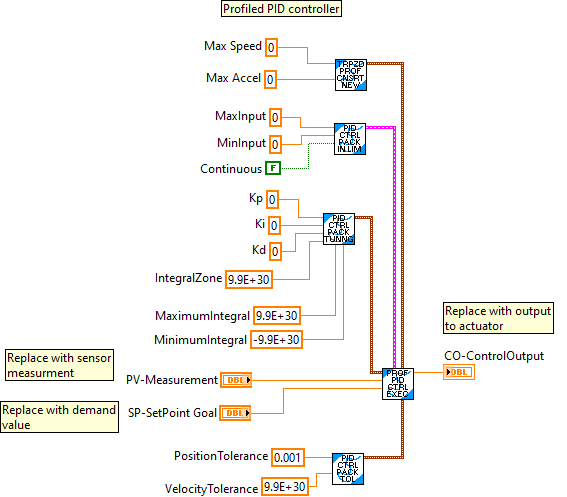 Profiled PID controller
Max Speed 0
Max Accel 0
TRPZD
PROF
CNSRT
NEW
MaxInput 0
MinInput 0
Continuous F
PID
CTRL
PACK
INLIM
Kp 0
Ki 0
Kd 0
PID
CTRL
PACK
TUNNG
IntegralZone 9.9E+30
MaximumIntegral 9.9E+30
MinimumIntegral -9.9E+30
Replace with output
to actuator
CO-ControlOutput
DBL
Replace with sensor
measurment
PV-Measurement DBL
PROF
PID
CTRL
EXEC
Replace with demand
value
SP-SetPoint Goal DBL
PositionTolerance 0.001
VelocityTolerance 9.9E+30
PID
CTRL
PACK
TOL